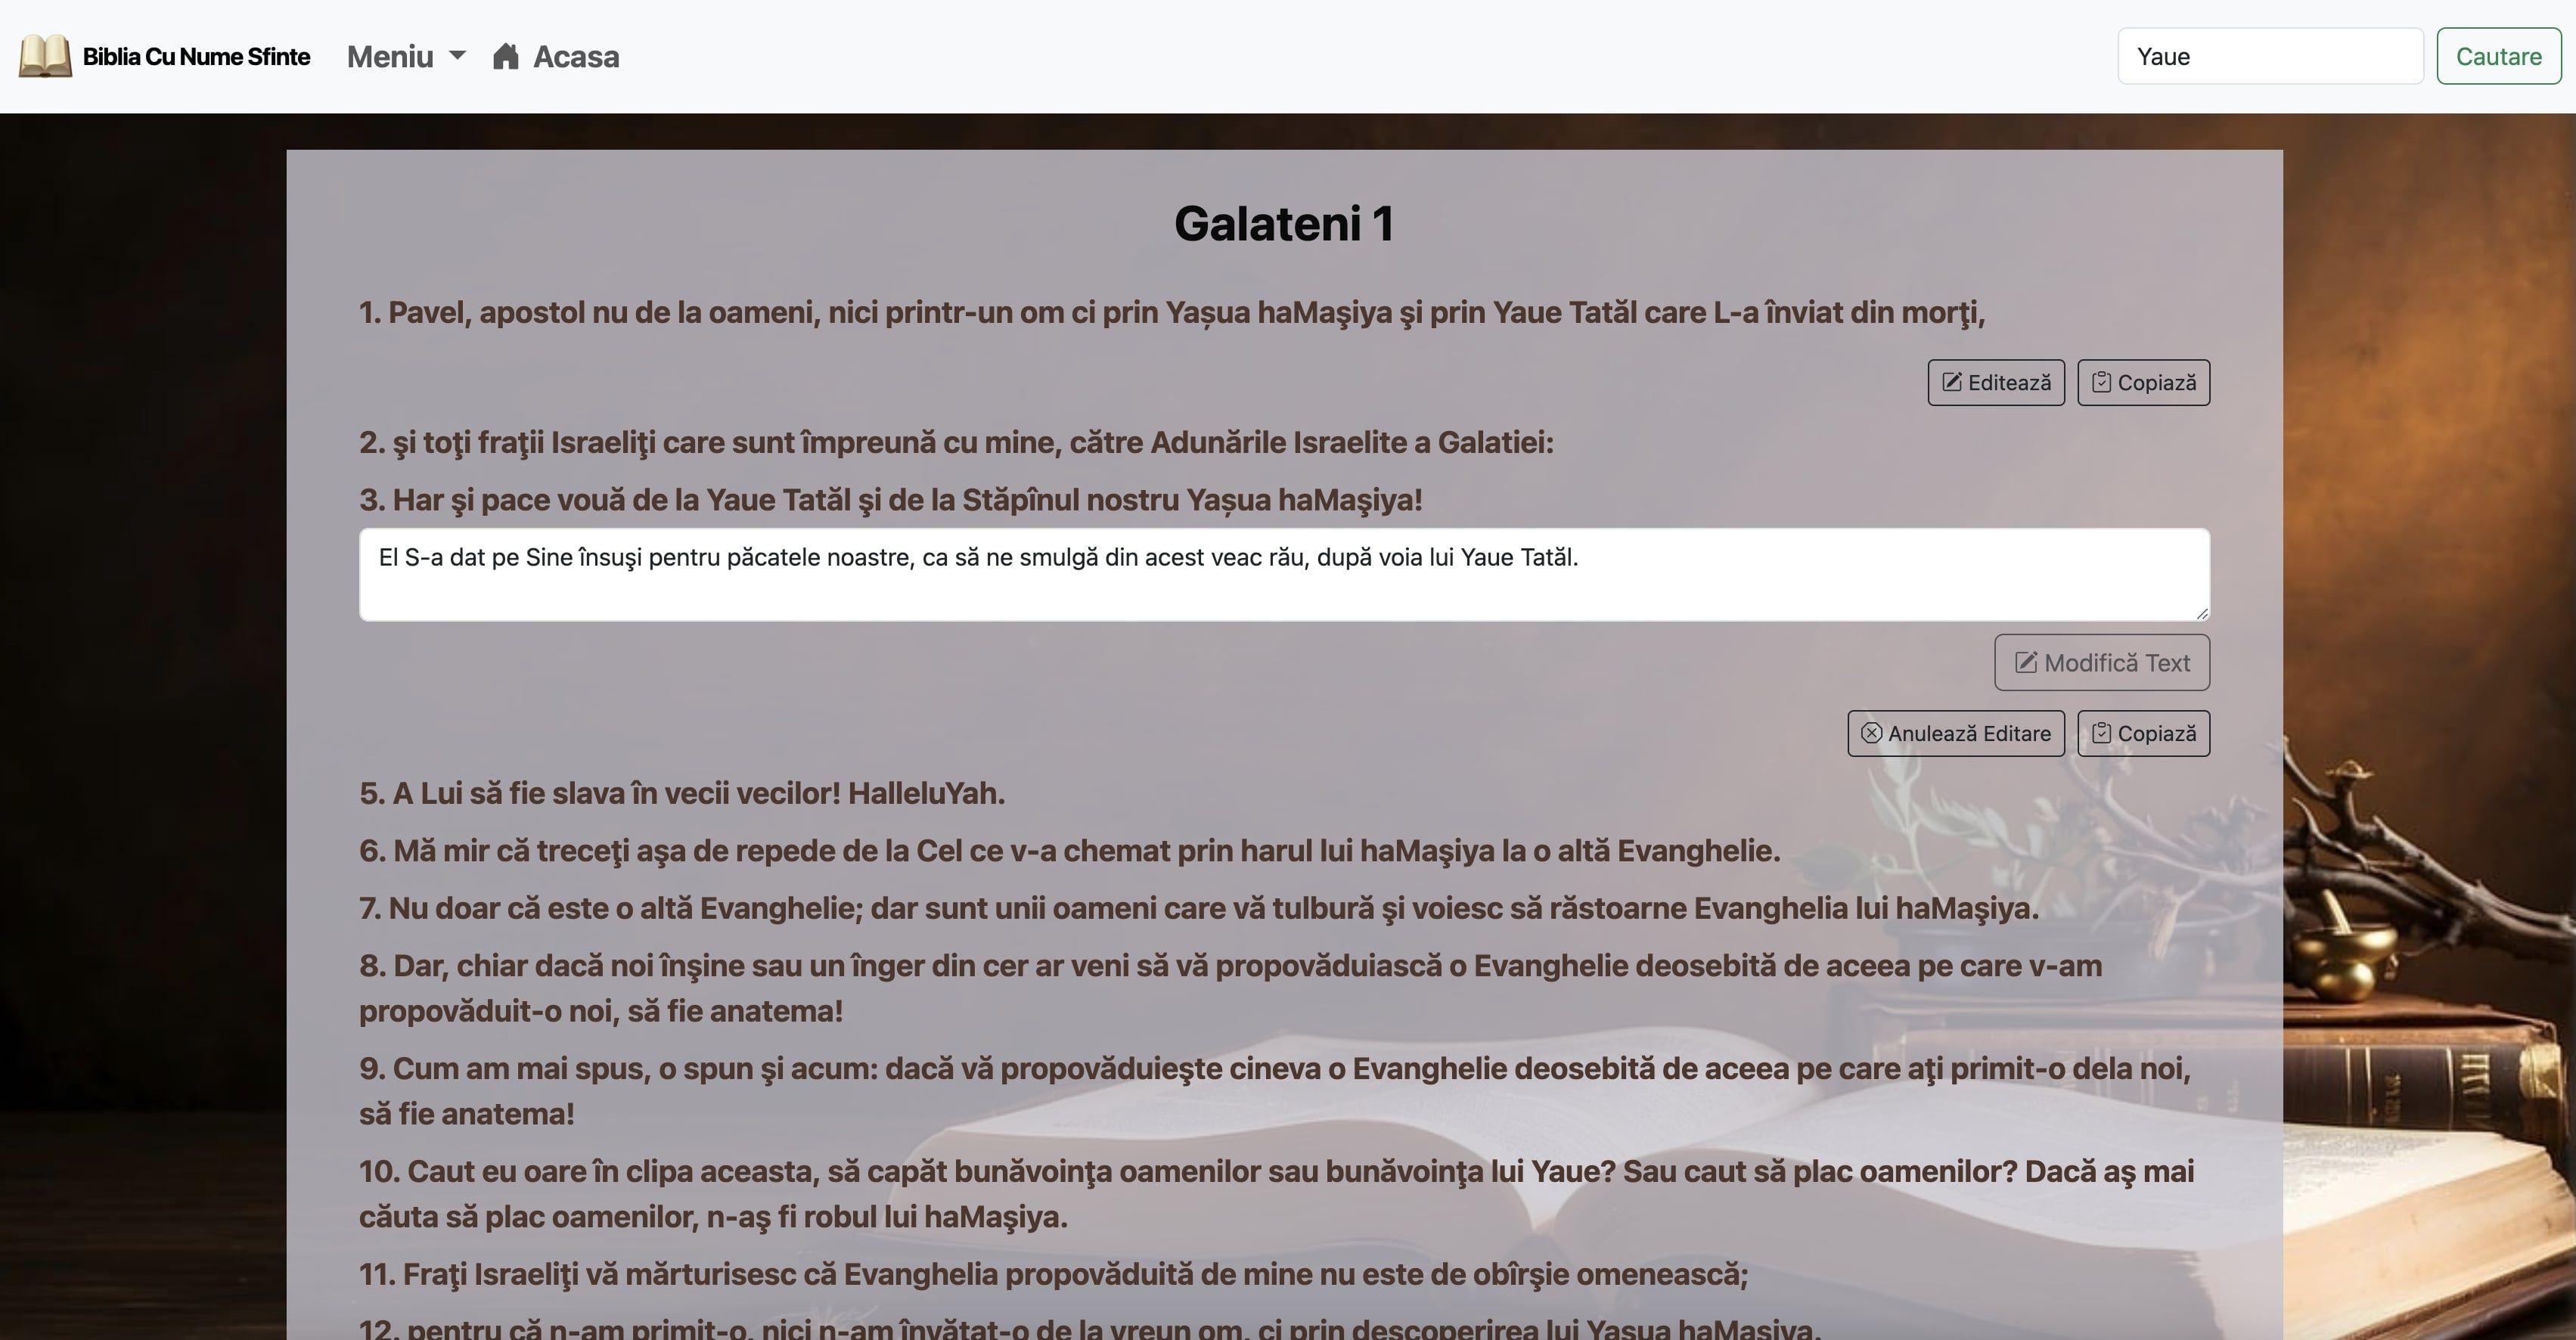 Biblia Cu Nume Sfinte
Meniu
Acasa
Yaue
Cautare
Galateni 1
1. Pavel, apostol nu de la oameni, nici printr-un om ci prin Yașua haMaşiya şi prin Yaue Tatăl care L-a înviat din morţi,
Editează
Copiază
2. şi toţi fraţii Israeliţi care sunt împreună cu mine, către Adunările Israelite a Galatiei:
3. Har şi pace vouă de la Yaue Tatăl şi de la Stăpînul nostru Yașua haMaşiya!
El S-a dat pe Sine însuşi pentru păcatele noastre, ca să ne smulgă din acest veac rău, după voia lui Yaue Tatăl.
Modifică Text
Anulează Editare
Copiază
5. A Lui să fie slava în vecii vecilor! HalleluYah.
6. Mă mir că treceţi aşa de repede de la Cel ce v-a chemat prin harul lui haMaşiya la o altă Evanghelie.
7. Nu doar că este o altă Evanghelie; dar sunt unii oameni care vă tulbură şi voiesc să răstoarne Evanghelia lui haMaşiya.
8. Dar, chiar dacă noi înşine sau un înger din cer ar veni să vă propovăduiască o Evanghelie deosebită de aceea pe care v-am
propovăduit-o noi, să fie anatema!
9. Cum am mai spus, o spun şi acum: dacă vă propovăduieşte cineva o Evanghelie deosebită de aceea pe care aţi primit-o dela noi,
să fie anatema!
10. Caut eu oare în clipa aceasta, să capăt bunăvoinţa oamenilor sau bunăvoinţa lui Yaue? Sau caut să plac oamenilor? Dacă aş mai
căuta să plac oamenilor, n-aş fi robul lui haMaşiya.
11. Fraţi Israeliţi vă mărturisesc că Evanghelia propovăduită de mine nu este de obîrşie omenească;
12. pentru că n-am primit-o, nici n-am învăţat-o de la vreun om, ci prin descoperirea lui Yașua haMaşiya.